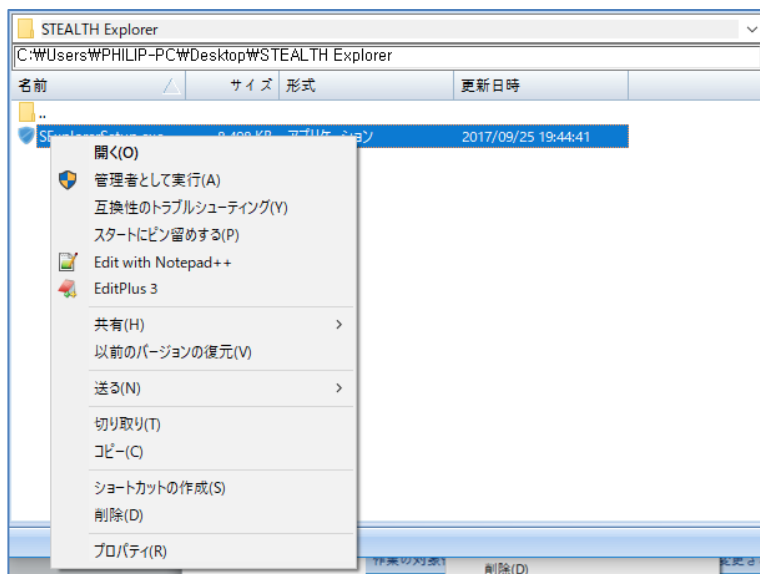 STEALTH Explorer
C:₩Users₩PHILIP-PC₩Desktop₩STEALTH Explorer
名前 サイズ 形式 更新日時
..
2017/09/25 19:44:41
開く(O)
管理者として実行(A)
互換性のトラブルシューティング(Y)
スタートにピン留めする(P)
Edit with Notepad++
EditPlus 3
共有(H)
以前のバージョンの復元(V)
送る(N)
切り取り(T)
コピー(C)
ショートカットの作成(S)
削除(D)
プロパティ(R)
削除(D)